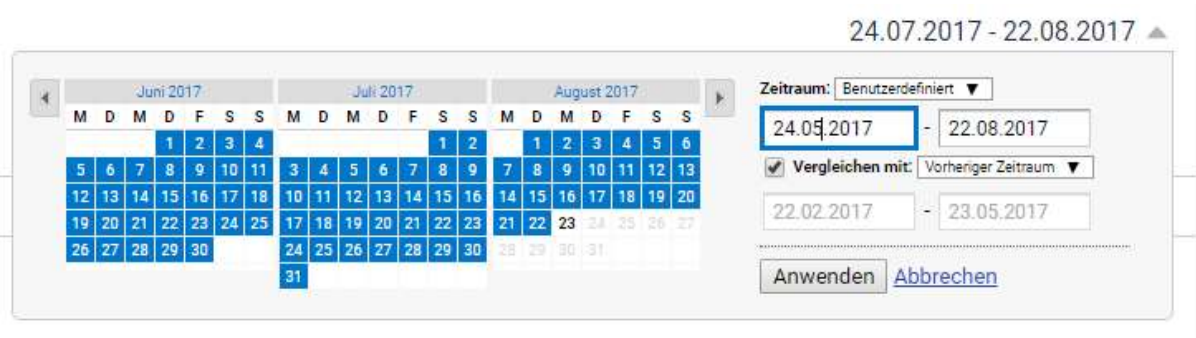 24.07.2017 - 22.08.2017
Juni 2017 Juli 2017 August 2017
M D M D F S S M D M D F S S M D M D F S S
1 2 3 4 1 2 1 2 3 4 5 6
5 6 7 8 9 10 11 3 4 5 6 7 8 9 7 8 9 10 11 12 13
12 13 14 15 16 17 18 10 11 12 13 14 15 16 14 15 16 17 18 19 20
19 20 21 22 23 24 25 17 18 19 20 21 22 23 21 22 23 24 25 26 27
26 27 28 29 30 24 25 26 27 28 29 30 28 29 30 31
31
Zeitraum: Benutzerdefiniert ▼
24.05.2017 - 22.08.2017
Vergleichen mit: Vorheriger Zeitraum ▼
22.02.2017 - 23.05.2017
Anwenden Abbrechen